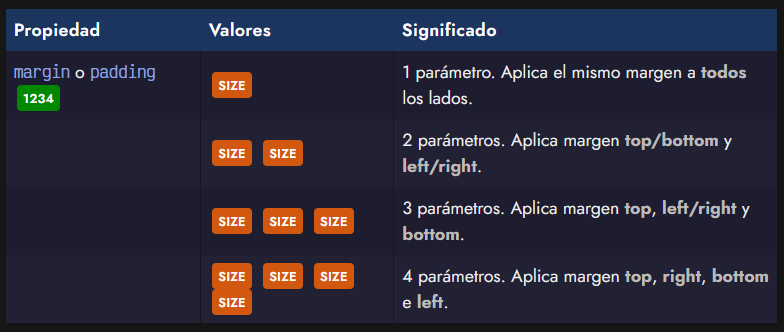 Propiedad Valores Significado
margin o padding SIZE 1 parámetro. Aplica el mismo margen a todos
1234 los lados.
SIZE SIZE 2 parámetros. Aplica margen top/bottom y
left/right.
SIZE SIZE SIZE 3 parámetros. Aplica margen top, left/right y
bottom.
SIZE SIZE SIZE 4 parámetros. Aplica margen top, right, bottom
SIZE e left.